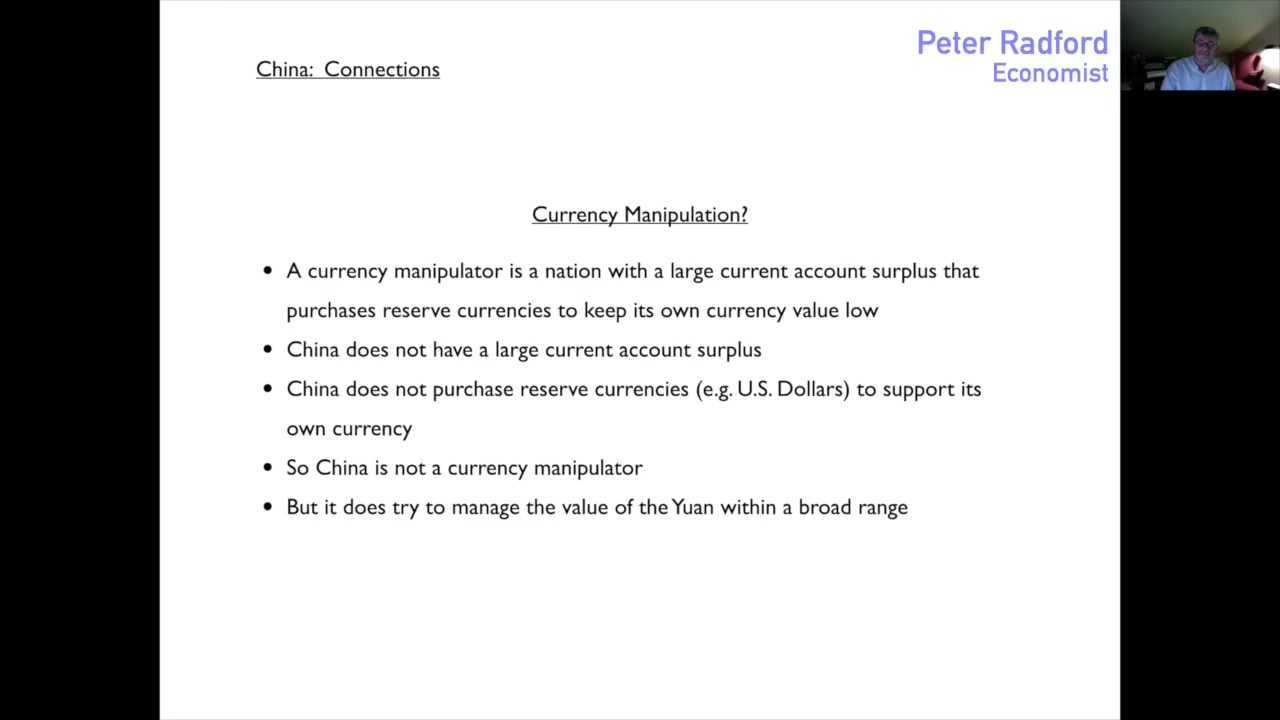 Peter Radford
Economist
China: Connections
Currency Manipulation?
• A currency manipulator is a nation with a large current account surplus that
purchases reserve currencies to keep its own currency value low
• China does not have a large current account surplus
• China does not purchase reserve currencies (e.g. U.S. Dollars) to support its
own currency
• So China is not a currency manipulator
• But it does try to manage the value of the Yuan within a broad range